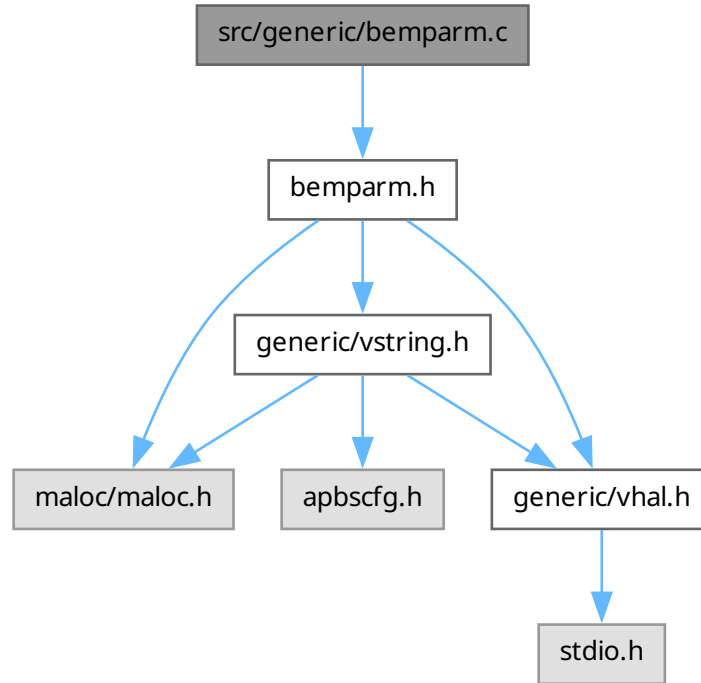 src/generic/bemparm.c
bemparm.h
generic/vstring.h
maloc/maloc.h
apbscfg.h
generic/vhal.h
stdio.h